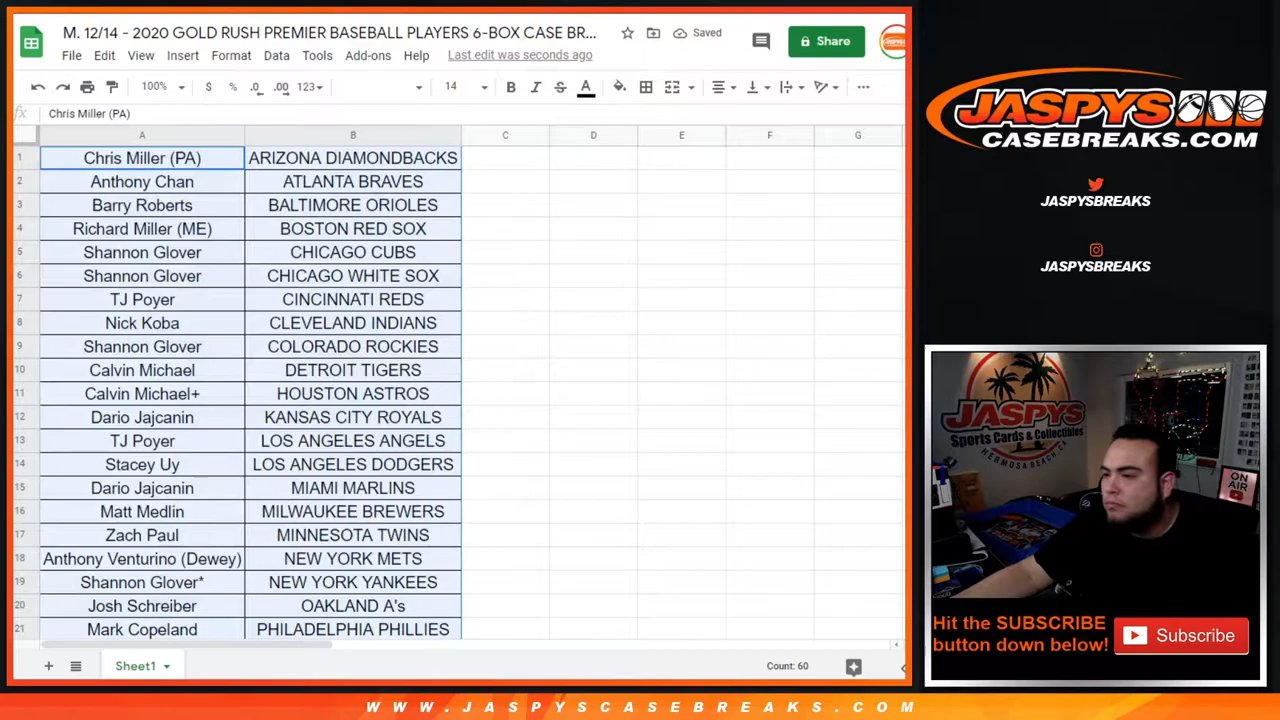 M. 12/14 - 2020 GOLD RUSH PREMIER BASEBALL PLAYERS 6-BOX CASE BR...
Saved
Share
File Edit View Insert Format Data Tools Add-ons Help Last edit was seconds ago
100% $ % .0 .00 123 14 B I S A
fx Chris Miller (PA)
A B C D E F G
1 Chris Miller (PA) ARIZONA DIAMONDBACKS
2 Anthony Chan ATLANTA BRAVES
3 Barry Roberts BALTIMORE ORIOLES
4 Richard Miller (ME) BOSTON RED SOX
5 Shannon Glover CHICAGO CUBS
6 Shannon Glover CHICAGO WHITE SOX
7 TJ Poyer CINCINNATI REDS
8 Nick Koba CLEVELAND INDIANS
9 Shannon Glover COLORADO ROCKIES
10 Calvin Michael DETROIT TIGERS
11 Calvin Michael+ HOUSTON ASTROS
12 Dario Jajcanin KANSAS CITY ROYALS
13 TJ Poyer LOS ANGELES ANGELS
14 Stacey Uy LOS ANGELES DODGERS
15 Dario Jajcanin MIAMI MARLINS
16 Matt Medlin MILWAUKEE BREWERS
17 Zach Paul MINNESOTA TWINS
18 Anthony Venturino (Dewey) NEW YORK METS
19 Shannon Glover* NEW YORK YANKEES
20 Josh Schreiber OAKLAND A's
21 Mark Copeland PHILADELPHIA PHILLIES
Sheet1
Count: 60
JASPYS
CASEBREAKS.COM
JASPYSBREAKS
JASPYSBREAKS
JASPYS
Sports Cards & Collectibles
HERMOSA BEACH, CA
ON AIR
Hit the SUBSCRIBE
button down below!
Subscribe
WWW.JASPYSCASEBREAKS.COM